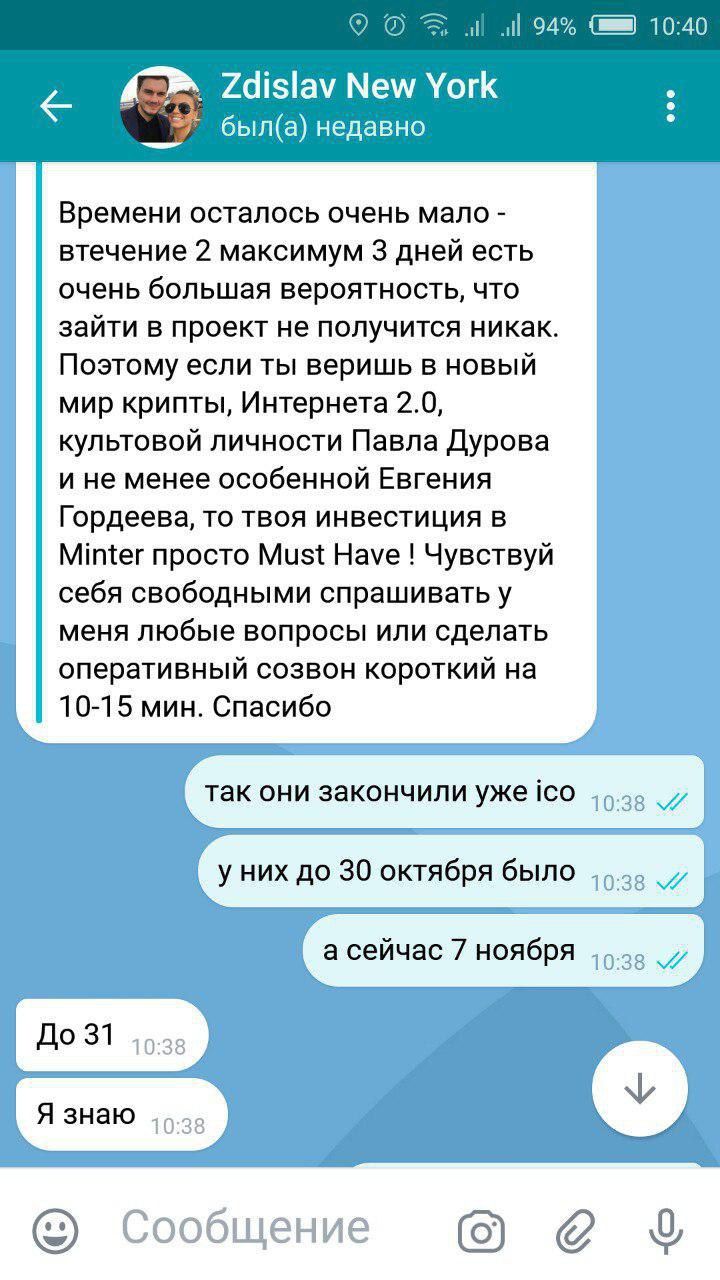 94% 10:40
Zdislav New York
был(а) недавно
Времени осталось очень мало -
втечение 2 максимум 3 дней есть
очень большая вероятность, что
зайти в проект не получится никак.
Поэтому если ты веришь в новый
мир крипты, Интернета 2.0,
культовой личности Павла Дурова
и не менее особенной Евгения
Гордеева, то твоя инвестиция в
Minter просто Must Have ! Чувствуй
себя свободными спрашивать у
меня любые вопросы или сделать
оперативный созвон короткий на
10-15 мин. Спасибо
так они закончили уже ico 10:38
у них до 30 октября было 10:38
а сейчас 7 ноября 10:38
До 31 10:38
Я знаю 10:38
Сообщение